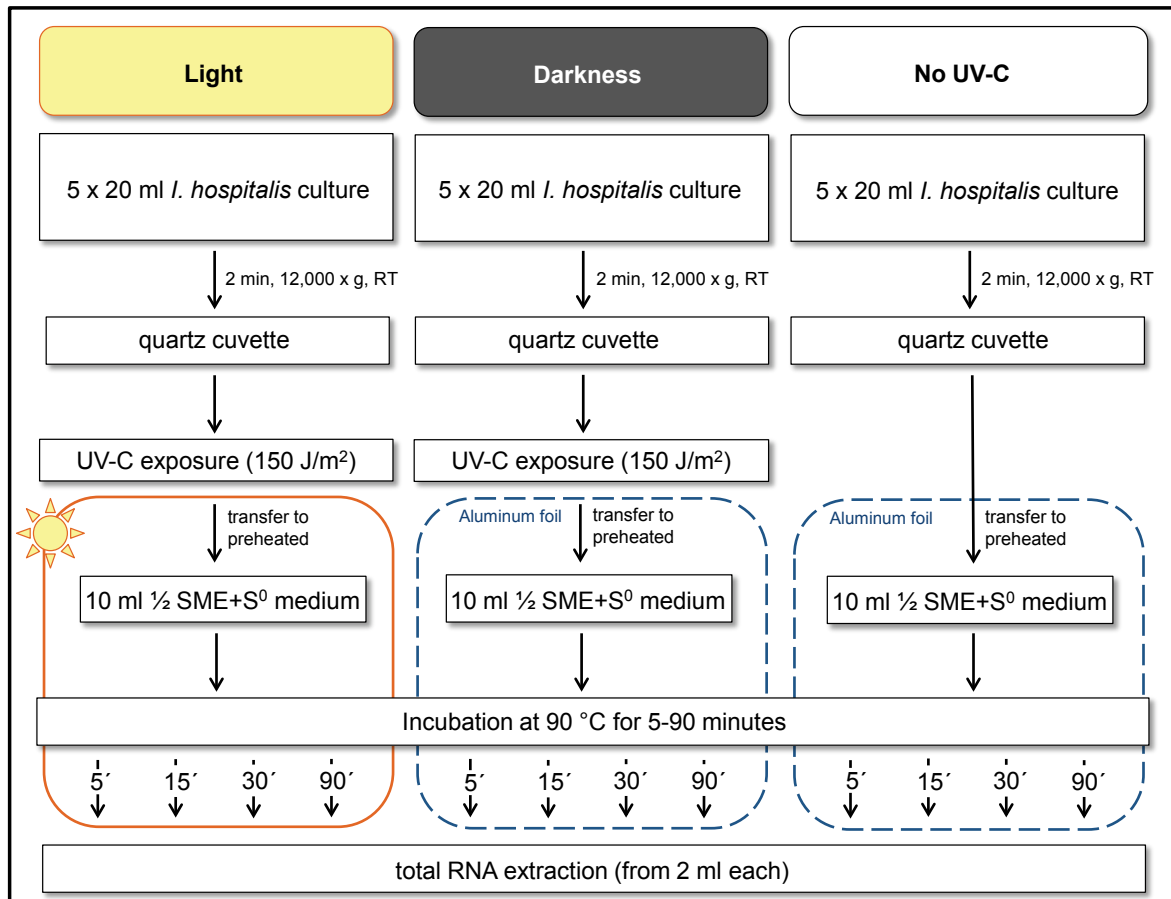 Light
Darkness
No UV-C
5 x 20 ml I. hospitalis culture
5 x 20 ml I. hospitalis culture
5 x 20 ml I. hospitalis culture
2 min, 12,000 x g, RT
2 min, 12,000 x g, RT
2 min, 12,000 x g, RT
quartz cuvette
quartz cuvette
quartz cuvette
UV-C exposure (150 J/m²)
UV-C exposure (150 J/m²)
transfer to
preheated
Aluminum foil
transfer to
preheated
Aluminum foil
transfer to
preheated
10 ml ½ SME+S⁰ medium
10 ml ½ SME+S⁰ medium
10 ml ½ SME+S⁰ medium
Incubation at 90 °C for 5-90 minutes
5´ 15´ 30´ 90´
5´ 15´ 30´ 90´
5´ 15´ 30´ 90´
total RNA extraction (from 2 ml each)